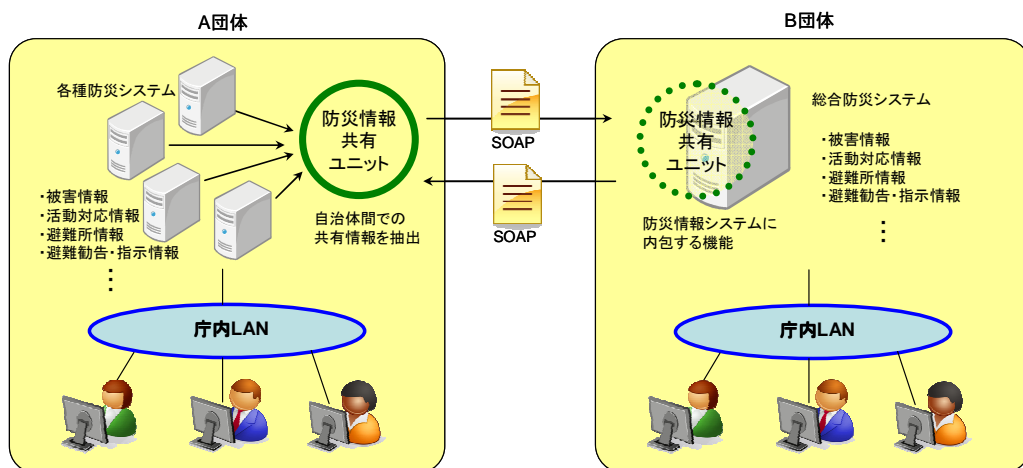 A団体
各種防災システム
防災情報
共有
ユニット
・被害情報
・活動対応情報
・避難所情報
・避難勧告・指示情報
⋮
自治体間での
共有情報を抽出
庁内LAN
SOAP
SOAP
B団体
防災情報
共有
ユニット
総合防災システム
・被害情報
・活動対応情報
・避難所情報
・避難勧告・指示情報
⋮
防災情報システムに
内包する機能
庁内LAN